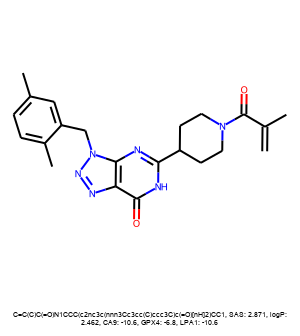 O
N
N N
N
NH
N
O
C=C(C)C(=O)N1CCC(c2nc3c(nnn3Cc3cc(C)ccc3C)c(=O)[nH]2)CC1, SAS: 2.871, logP:
2.462, CA9: -10.6, GPX4: -6.8, LPA1: -10.6